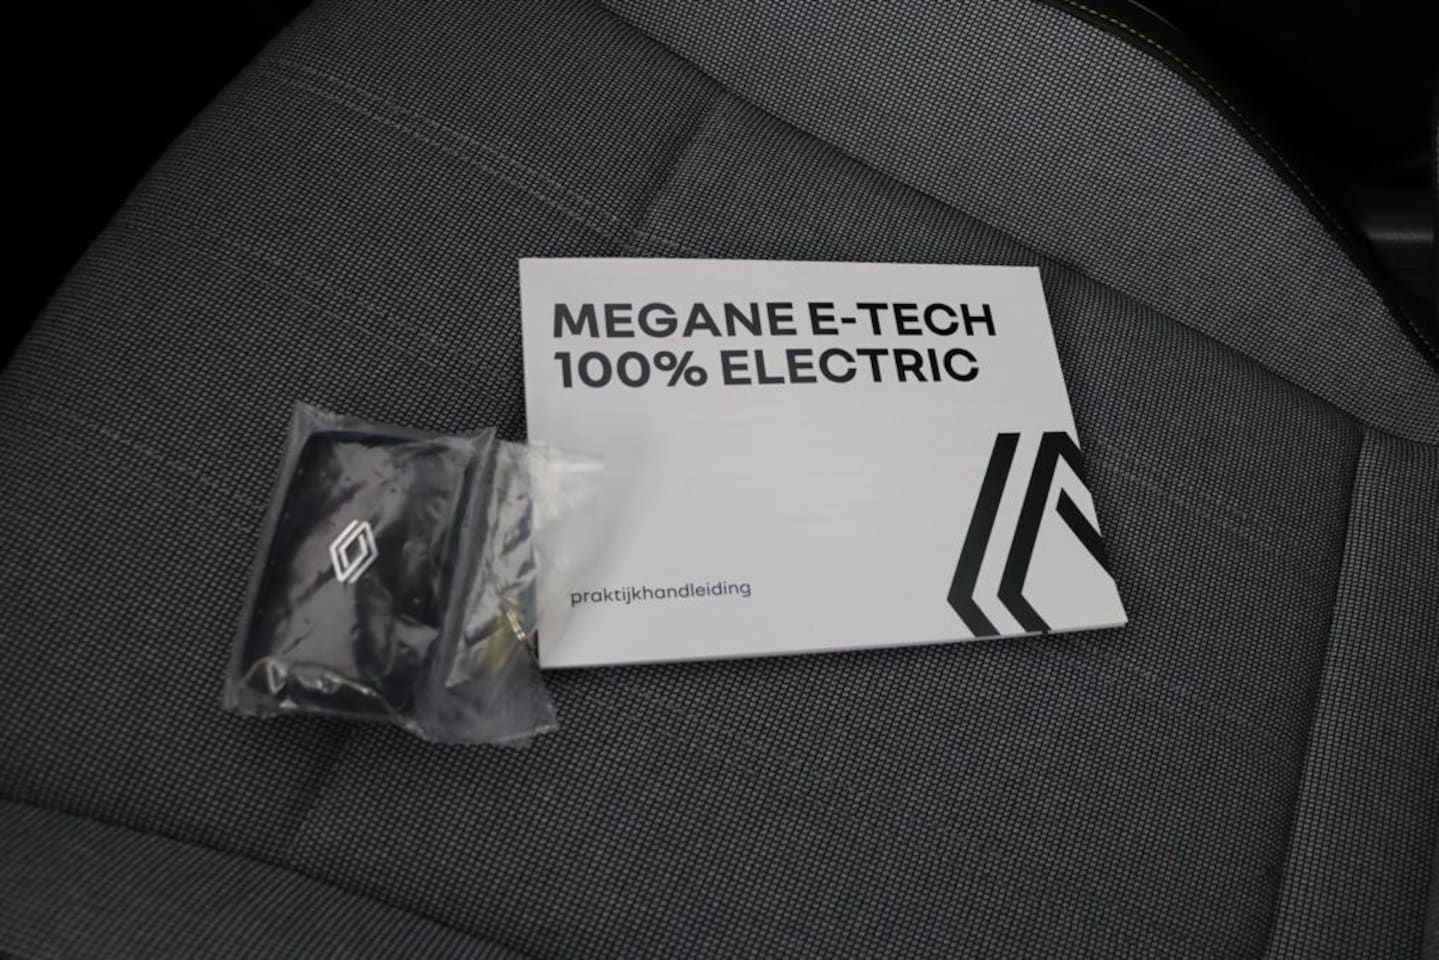 MEGANE E-TECH
100% ELECTRIC
praktijkhandleiding